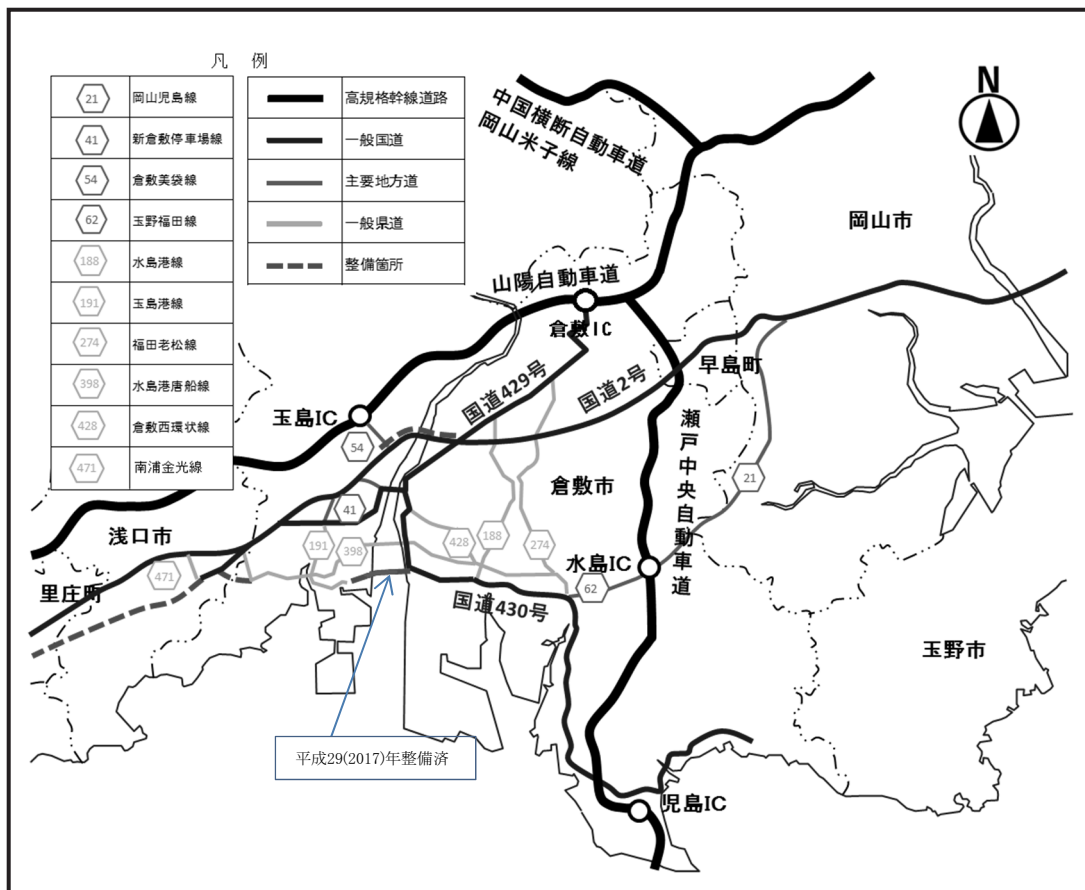 凡 例
21 岡山児島線
41 新倉敷停車場線
54 倉敷美袋線
62 玉野福田線
188 水島港線
191 玉島港線
274 福田老松線
398 水島港唐船線
428 倉敷西環状線
471 南浦金光線
高規格幹線道路
一般国道
主要地方道
一般県道
整備箇所
N
中国横断自動車道
岡山米子線
岡山市
山陽自動車道
倉敷IC
国道429号
国道2号
早島町
玉島IC
54
瀬戸中央自動車道
21
倉敷市
41
浅口市
191
398
428
188
274
水島IC
471
里庄町
62
国道430号
玉野市
平成29(2017)年整備済
児島IC